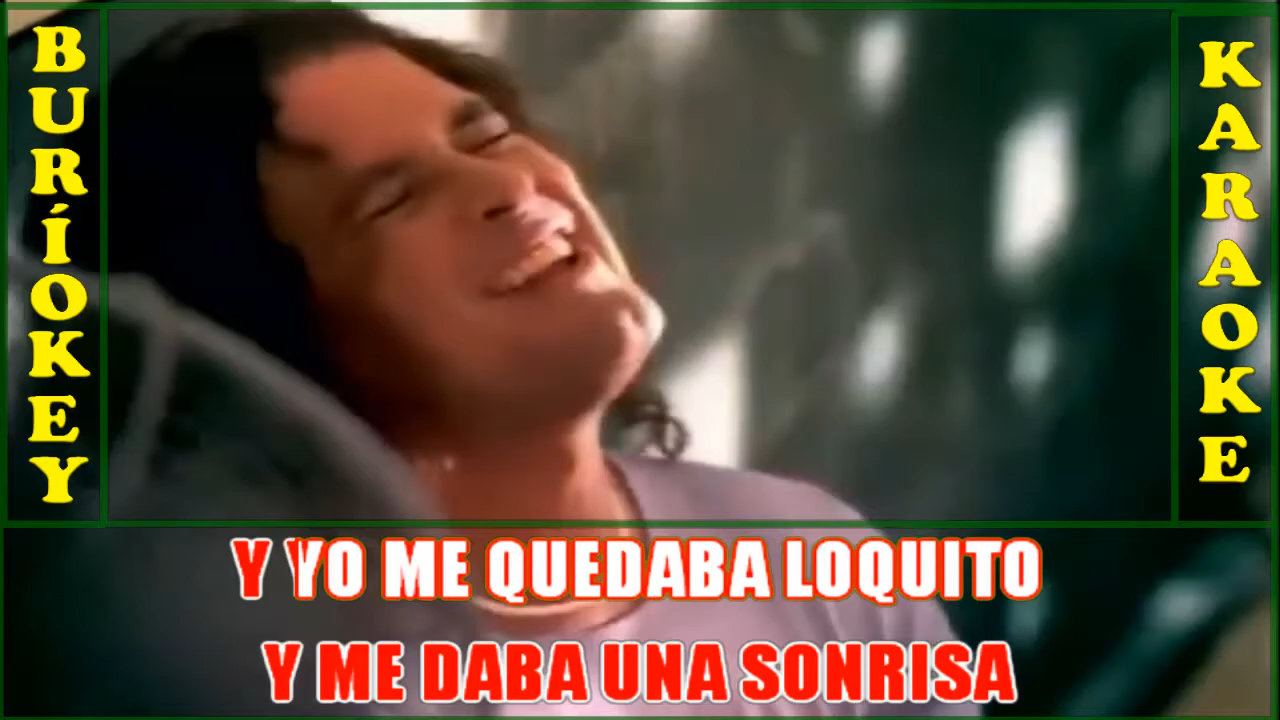 BURÍOKEY
KARAOKE
Y YO ME QUEDABA LOQUITO
Y ME DABA UNA SONRISA